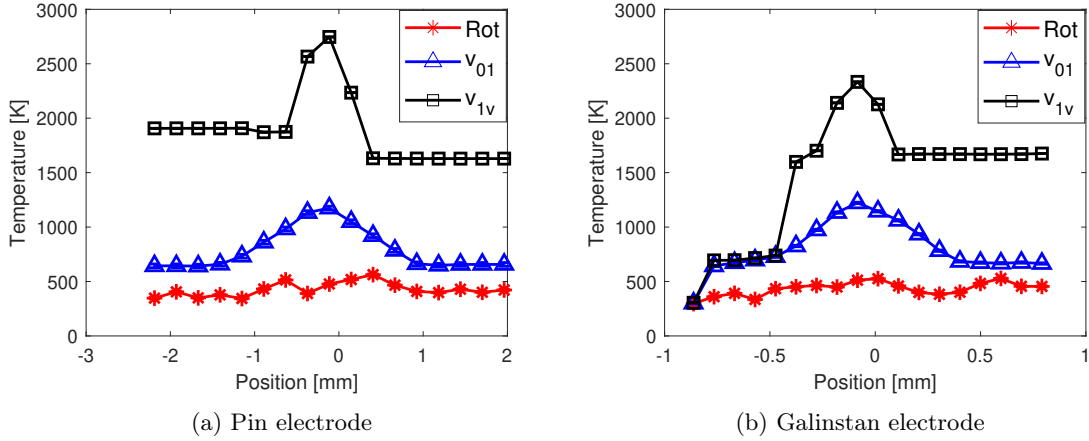 3000
2500
2000
1500
1000
500
0
Temperature [K]
-3
-2
-1
0
1
2
Position [mm]
Rot
v01
v1v
(a) Pin electrode
3000
2500
2000
1500
1000
500
0
Temperature [K]
-1
-0.5
0
0.5
1
Position [mm]
Rot
v01
v1v
(b) Galinstan electrode